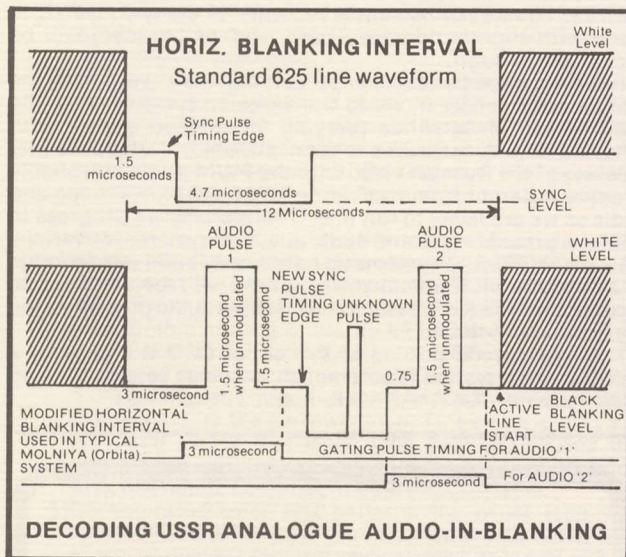 HORIZ. BLANKING INTERVAL
Standard 625 line waveform
White
Level
Sync Pulse
Timing Edge
1.5
microseconds
4.7 microseconds
SYNC
LEVEL
12 Microseconds
AUDIO
PULSE
1
AUDIO
PULSE
2
WHITE
LEVEL
NEW SYNC
PULSE
TIMING
EDGE
UNKNOWN
PULSE
1.5 microsecond
when unmodulated
1.5 microsecond
1.5 microsecond
when unmodulated
3 microsecond
0.75
MODIFIED HORIZONTAL
BLANKING INTERVAL
USED IN TYPICAL
MOLNIYA (Orbita)
SYSTEM
ACTIVE
LINE
START
BLACK
BLANKING
LEVEL
3 microsecond
GATING PULSE TIMING FOR AUDIO '1'
3 microsecond
For AUDIO '2'
DECODING USSR ANALOGUE AUDIO-IN-BLANKING